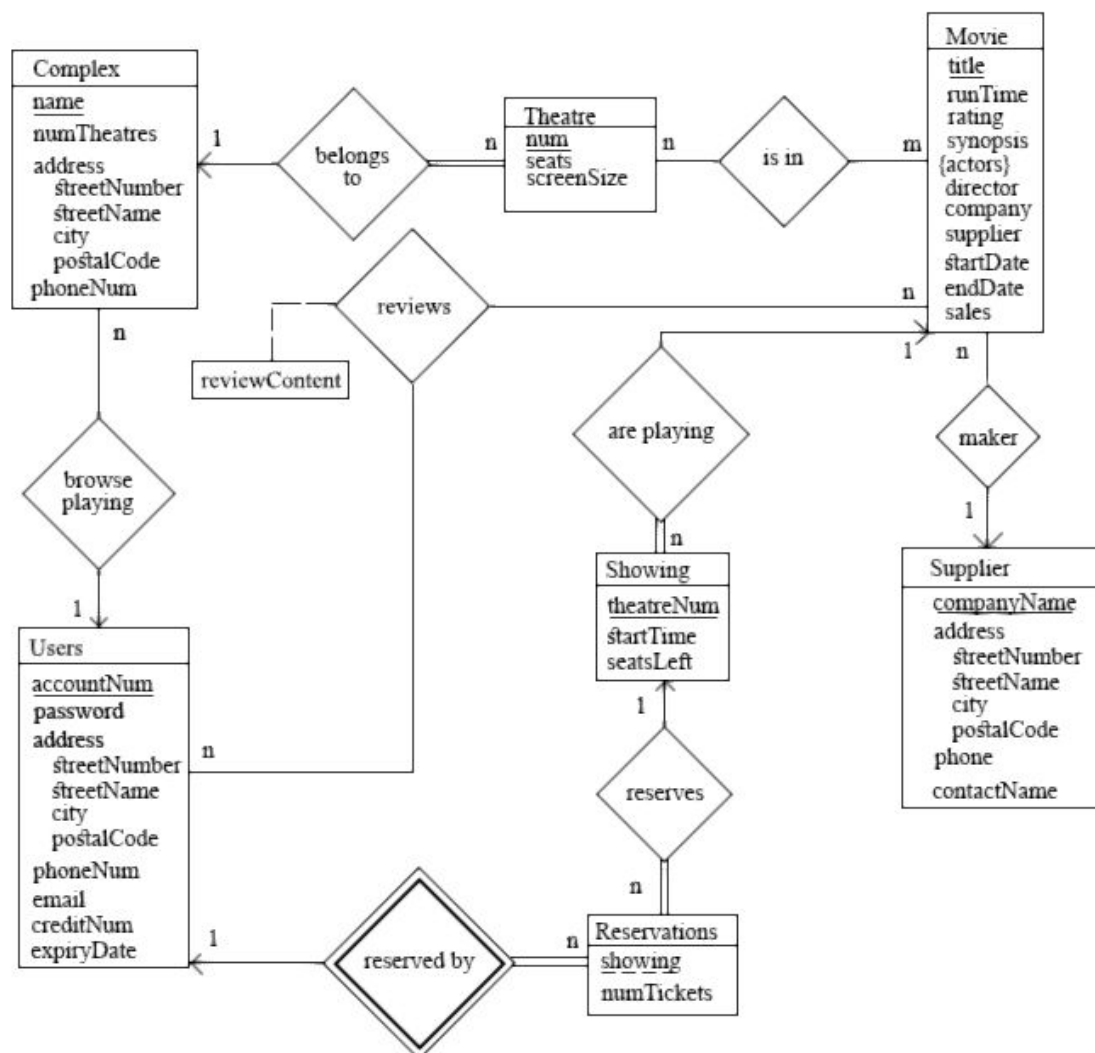 Complex
name
numTheatres
address
streetNumber
streetName
city
postalCode
phoneNum
1
belongs
to
n
Theatre
num
seats
screenSize
n
is in
m
Movie
title
runTime
rating
synopsis
{actors}
director
company
supplier
startDate
endDate
sales
n
reviews
n
reviewContent
1
n
are playing
maker
browse
playing
n
1
1
Showing
theatreNum
startTime
seatsLeft
Supplier
companyName
address
streetNumber
streetName
city
postalCode
phone
contactName
Users
accountNum
password
address
streetNumber
streetName
city
postalCode
phoneNum
email
creditNum
expiryDate
n
1
reserves
n
1
reserved by
n
Reservations
showing
numTickets